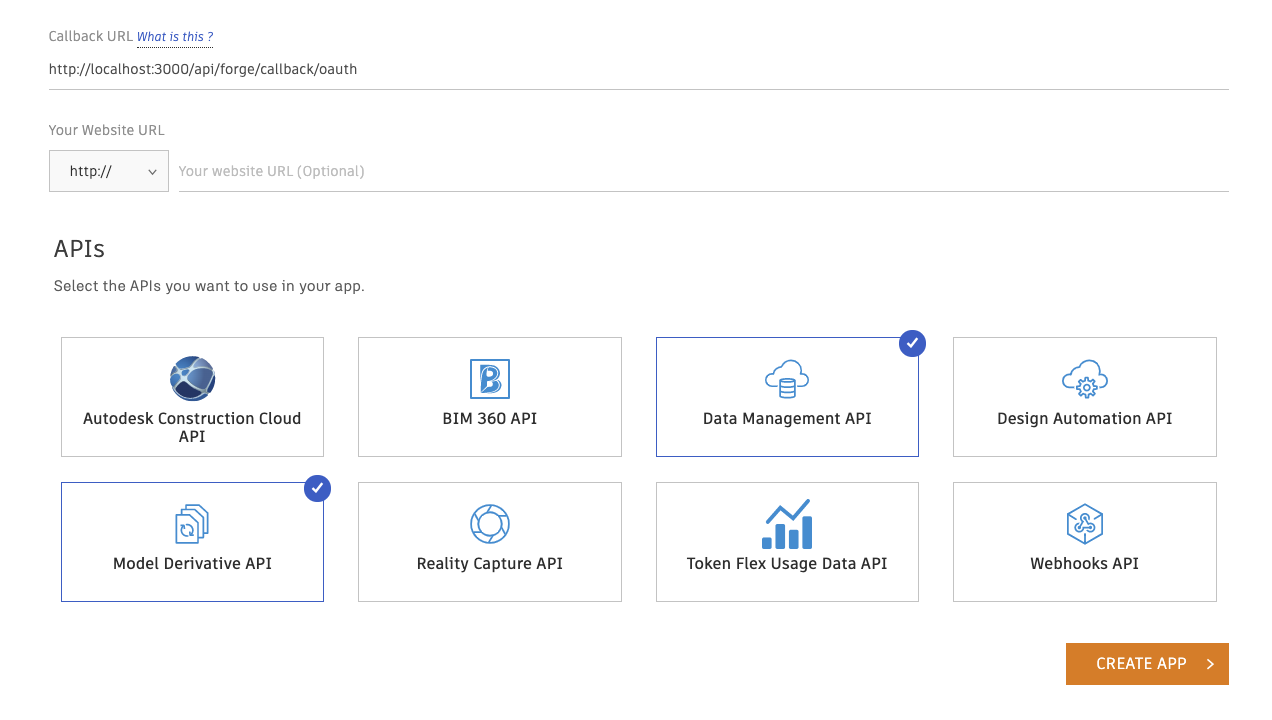 Callback URL What is this ?
http://localhost:3000/api/forge/callback/oauth
Your Website URL
http://
Your website URL (Optional)
APIs
Select the APIs you want to use in your app.
Autodesk Construction Cloud
API
BIM 360 API
Data Management API
Design Automation API
Model Derivative API
Reality Capture API
Token Flex Usage Data API
Webhooks API
CREATE APP